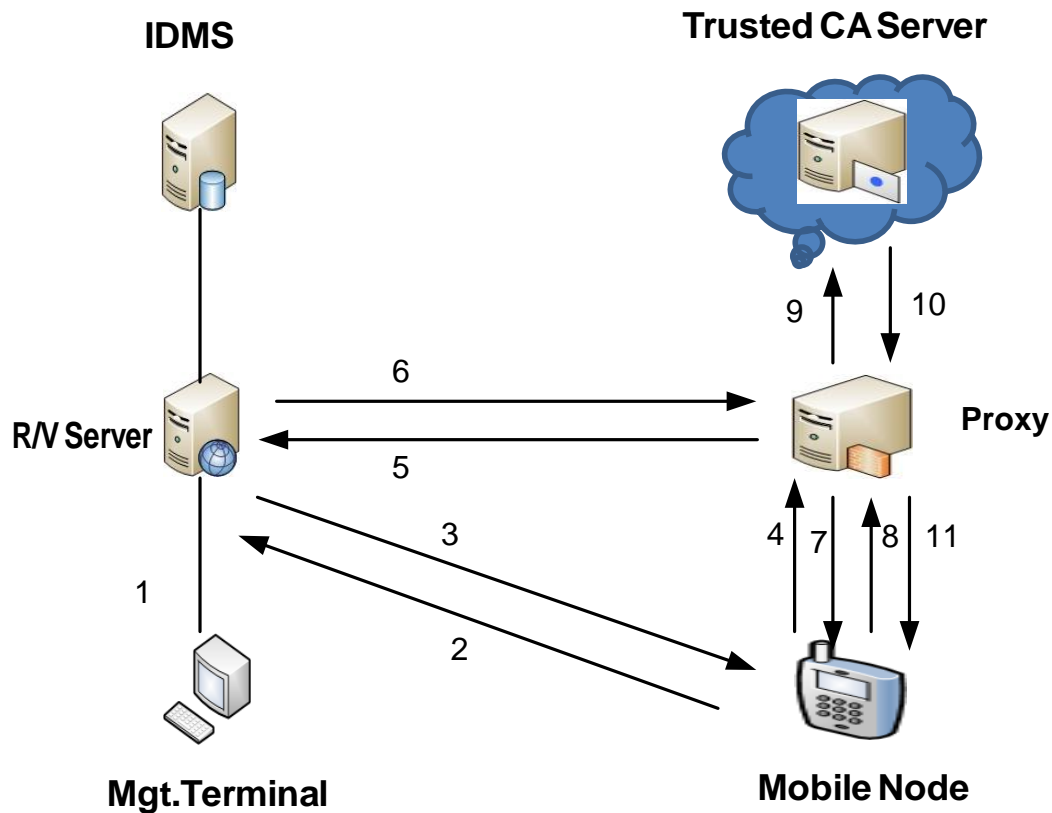 IDMS
Trusted CA Server
9
10
6
R/V Server
Proxy
5
3
4
7
8
11
1
2
Mgt.Terminal
Mobile Node